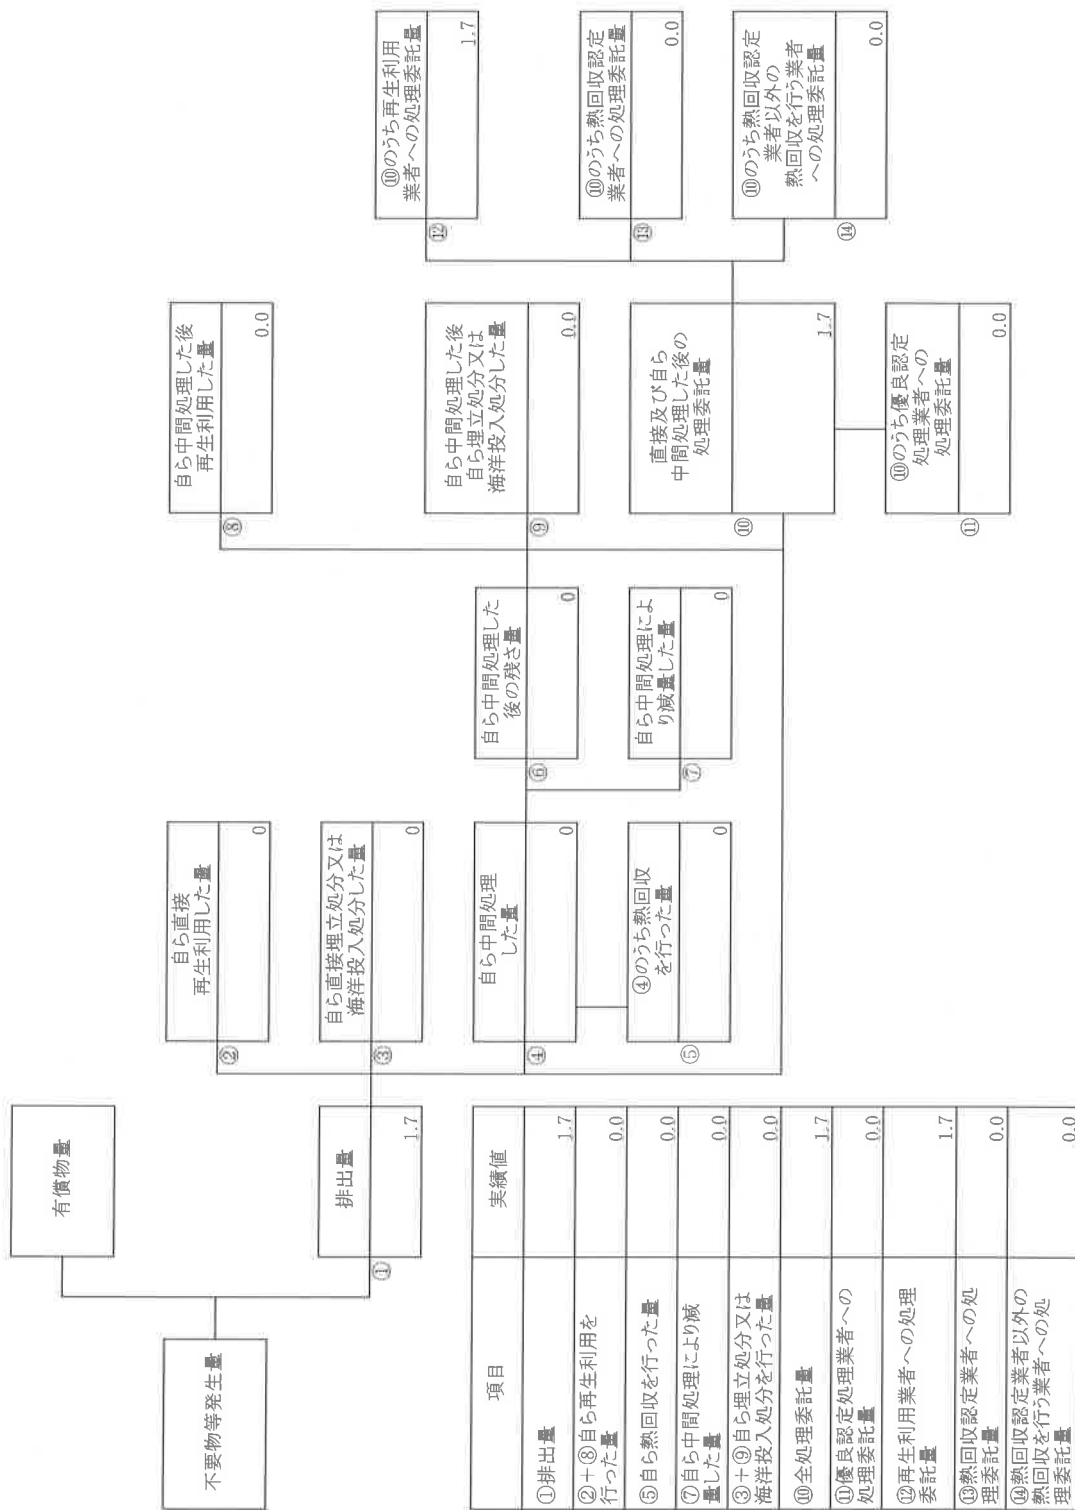 不要物等発生量
有償物量
排出量
①
1.7
自ら直接
再生利用した量
②
0
自ら直接埋立処分又は
海洋投入処分した量
③
0
自ら中間処理
した量
④
0
④のうち熱回収
を行った量
⑤
0
自ら中間処理した
後の残さ量
⑥
0
自ら中間処理によ
り減量した量
⑦
0
自ら中間処理した後
再生利用した量
⑧
0.0
自ら中間処理した後
自ら埋立処分又は
海洋投入処分した量
⑨
0.0
直接及び自ら
中間処理した後の
処理委託量
⑩
1.7
⑩のうち優良認定
処理業者への
処理委託量
⑪
0.0
⑩のうち再生利用
業者への処理委託量
⑫
1.7
⑩のうち熱回収認定
業者への処理委託量
⑬
0.0
⑩のうち熱回収認定
業者以外の
熱回収を行う業者
への処理委託量
⑭
0.0
項目
実績値
①排出量
1.7
②+⑧自ら再生利用を
行った量
0.0
⑤自ら熱回収を行った量
0.0
⑦自ら中間処理により減
量した量
0.0
③+⑨自ら埋立処分又は
海洋投入処分を行った量
0.0
⑩全処理委託量
1.7
⑪優良認定処理業者への
処理委託量
0.0
⑫再生利用業者への処理
委託量
1.7
⑬熱回収認定業者への処
理委託量
0.0
⑭熱回収認定業者以外の
熱回収を行う業者への処
理委託量
0.0